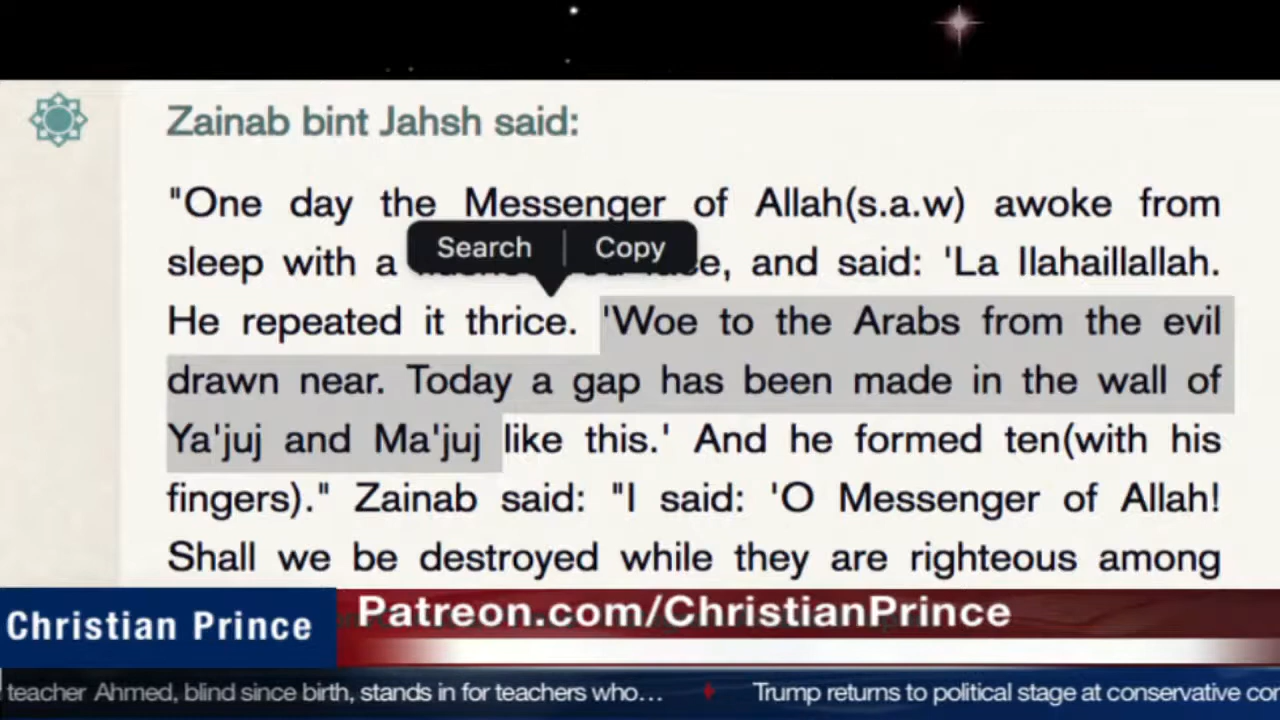 Zainab bint Jahsh said:
"One day the Messenger of Allah(s.a.w) awoke from
Search Copy
sleep with a face, and said: 'La Ilahaillallah.
He repeated it thrice. 'Woe to the Arabs from the evil
drawn near. Today a gap has been made in the wall of
Ya'juj and Ma'juj like this.' And he formed ten(with his
fingers)." Zainab said: "I said: 'O Messenger of Allah!
Shall we be destroyed while they are righteous among
Christian Prince
Patreon.com/ChristianPrince
teacher Ahmed, blind since birth, stands in for teachers who... Trump returns to political stage at conservative con